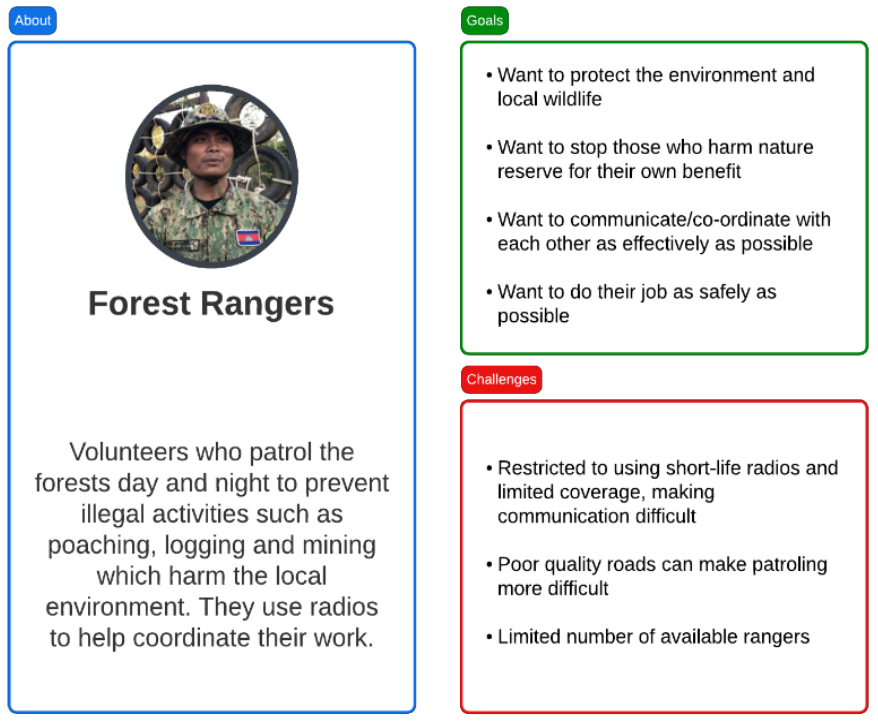 About
Forest Rangers
Volunteers who patrol the
forests day and night to prevent
illegal activities such as
poaching, logging and mining
which harm the local
environment. They use radios
to help coordinate their work.
Goals
• Want to protect the environment and
local wildlife
• Want to stop those who harm nature
reserve for their own benefit
• Want to communicate/co-ordinate with
each other as effectively as possible
• Want to do their job as safely as
possible
Challenges
• Restricted to using short-life radios and
limited coverage, making
communication difficult
• Poor quality roads can make patroling
more difficult
• Limited number of available rangers